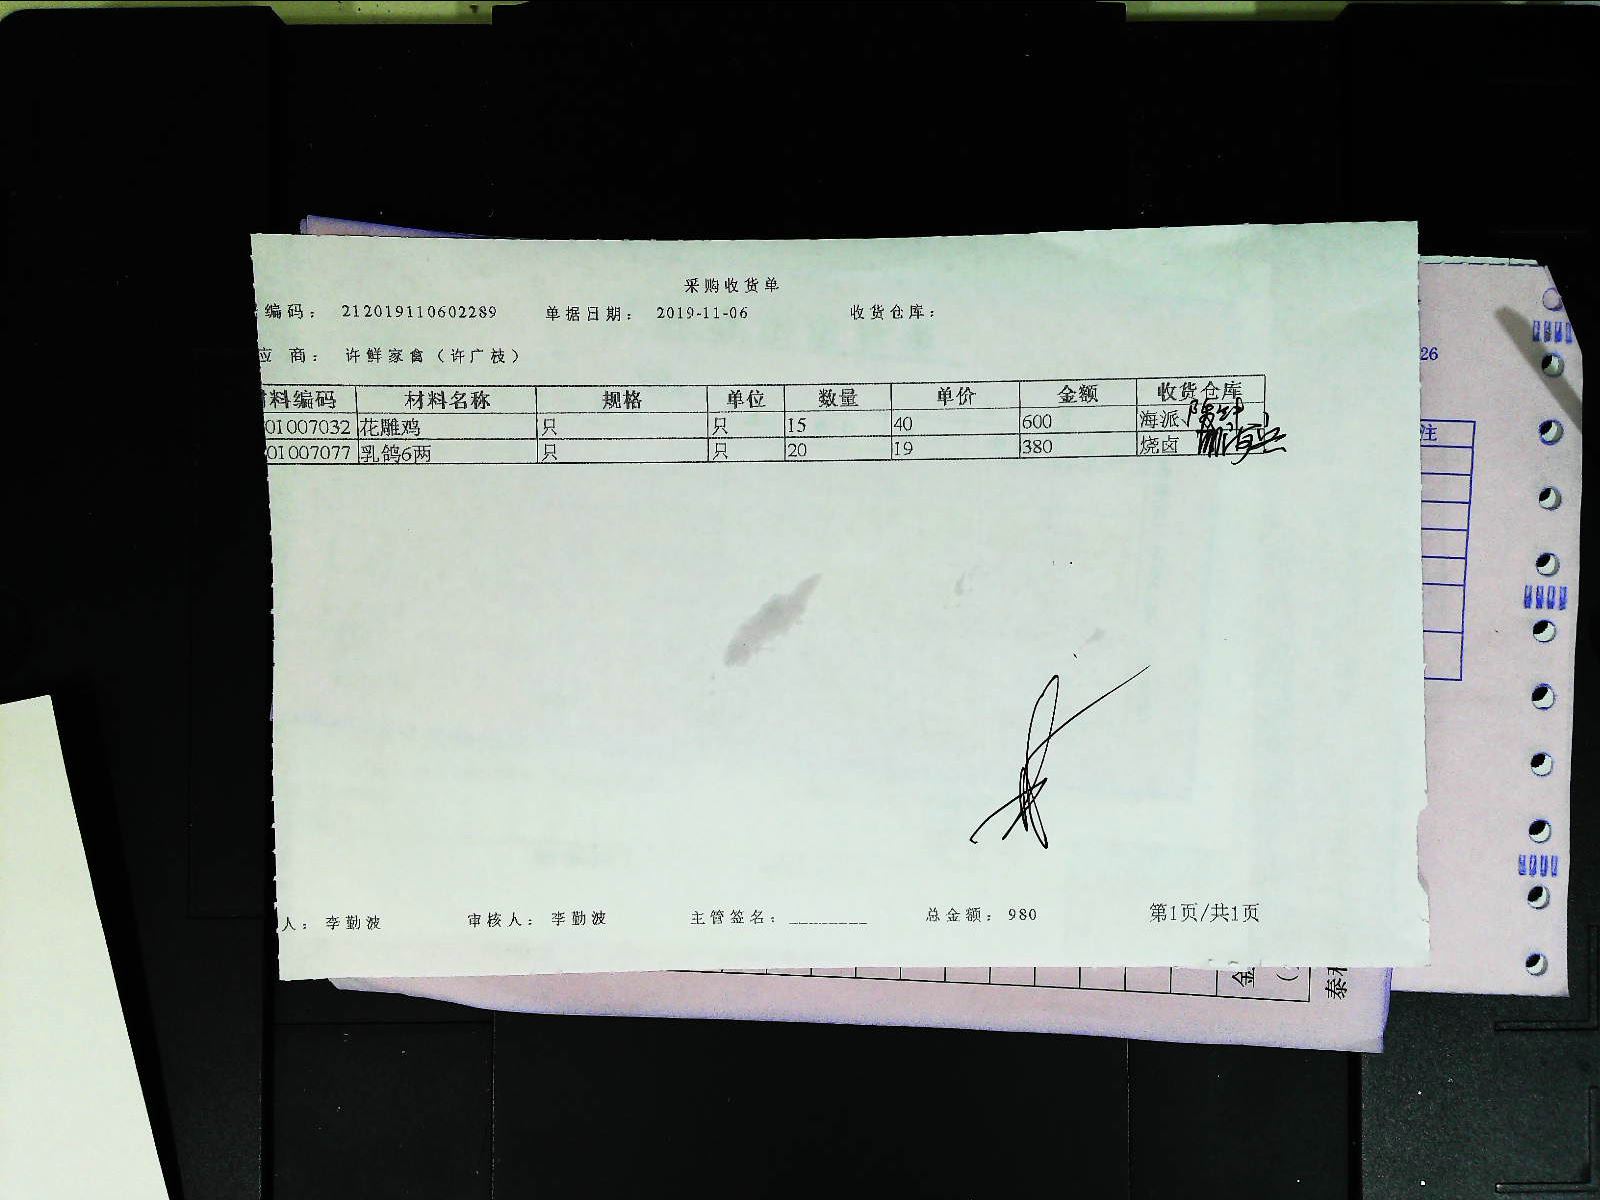 采购收货单
编码： 212019110602289 单据日期： 2019-11-06 收货仓库：
应 商： 许鲜家禽（许广枝）
料编码 材料名称 规格 单位 数量 单价 金额 收货仓库
01007032 花雕鸡 只 只 15 40 600 海派
01007077 乳鸽6两 只 只 20 19 380 烧卤
人： 李勤波 审核人： 李勤波 主管签名：________ 总金额： 980 第1页/共1页
26
注
金
泰